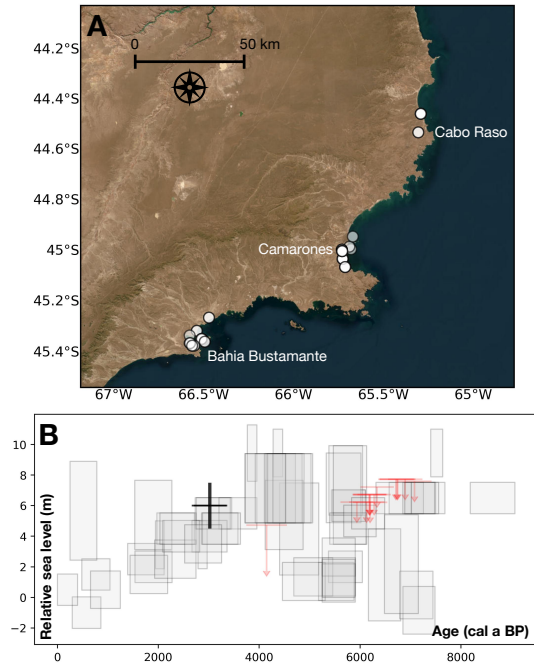 A
0 50 km
44.2°S
44.4°S
Cabo Raso
44.6°S
44.8°S
Camarones
45°S
45.2°S
Bahia Bustamante
45.4°S
67°W 66.5°W 66°W 65.5°W 65°W
B
Relative sea level (m)
10
8
6
4
2
0
−2
Age (cal a BP)
0 2000 4000 6000 8000